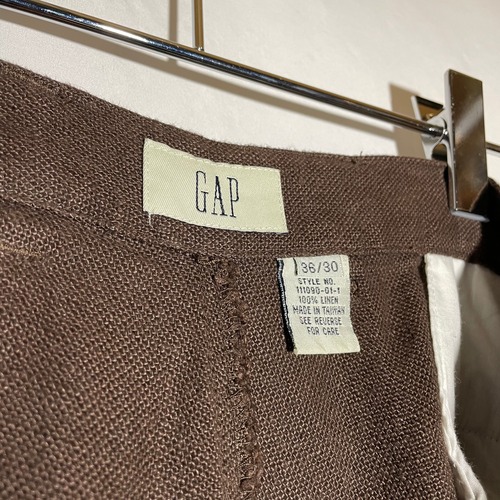 GAP
36/30
STYLE NO.
111090-01-1
100% LINEN
MADE IN TAIWAN
SEE REVERSE
FOR CARE